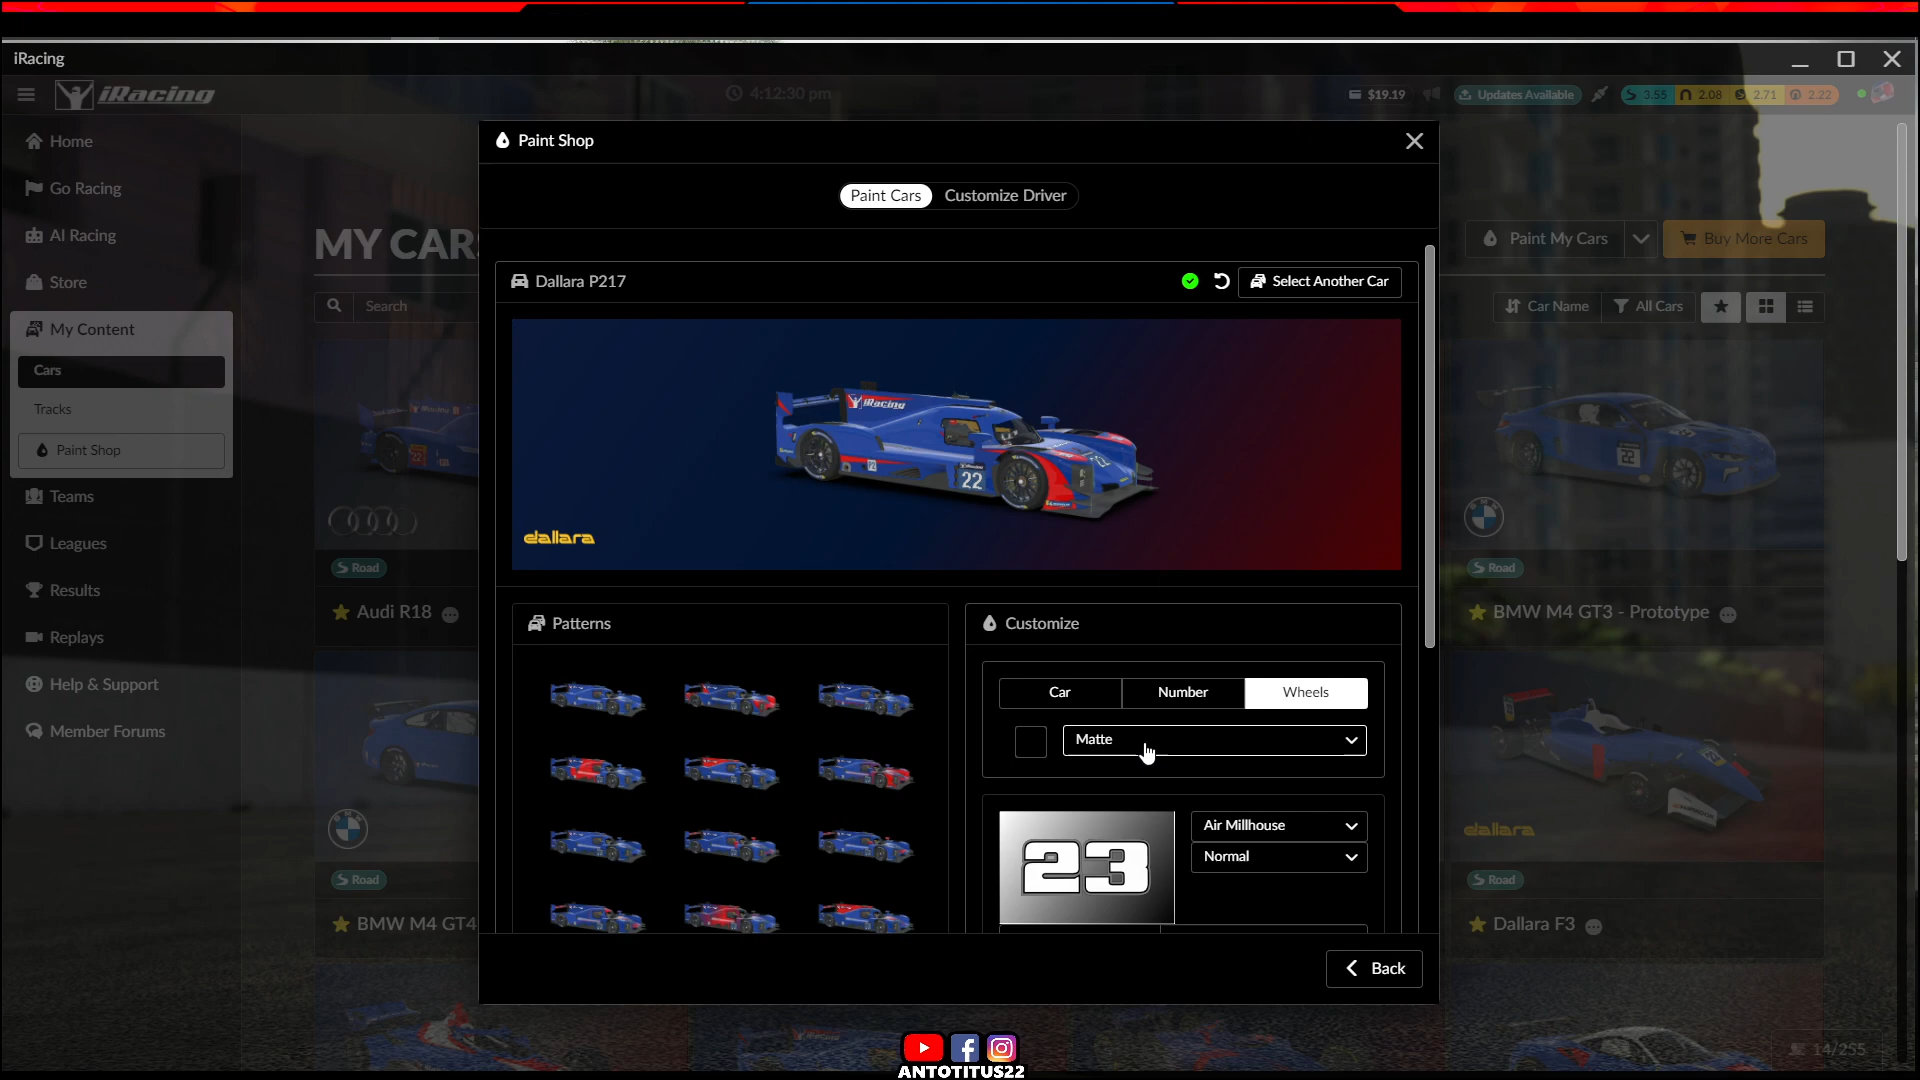 iRacing
iRacing
4:12:30 pm
$19.19
Updates Available
3.55
2.08
2.71
2.22
Home
Go Racing
AI Racing
Store
My Content
Cars
Tracks
Paint Shop
Teams
Leagues
Results
Replays
Help & Support
Member Forums
MY CARS
Search
Paint My Cars
Buy More Cars
Car Name
All Cars
Paint Shop
Paint Cars
Customize Driver
Dallara P217
Select Another Car
iRacing
22
dallara
Patterns
Customize
Car
Number
Wheels
Matte
Air Millhouse
Normal
23
Back
Road
Audi R18
Road
BMW M4 GT3 - Prototype
22
Road
BMW M4 GT4
dallara
Road
Dallara F3
14/255
ANTOTITUS22